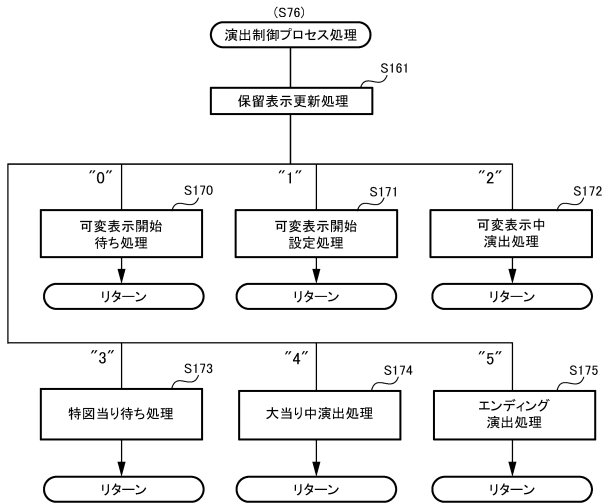 (S76)
演出制御プロセス処理
S161
保留表示更新処理
"0"
"1"
"2"
S170
S171
S172
可変表示開始
待ち処理
可変表示開始
設定処理
可変表示中
演出処理
リターン
リターン
リターン
"3"
"4"
"5"
S173
S174
S175
特図当り待ち処理
大当り中演出処理
エンディング
演出処理
リターン
リターン
リターン